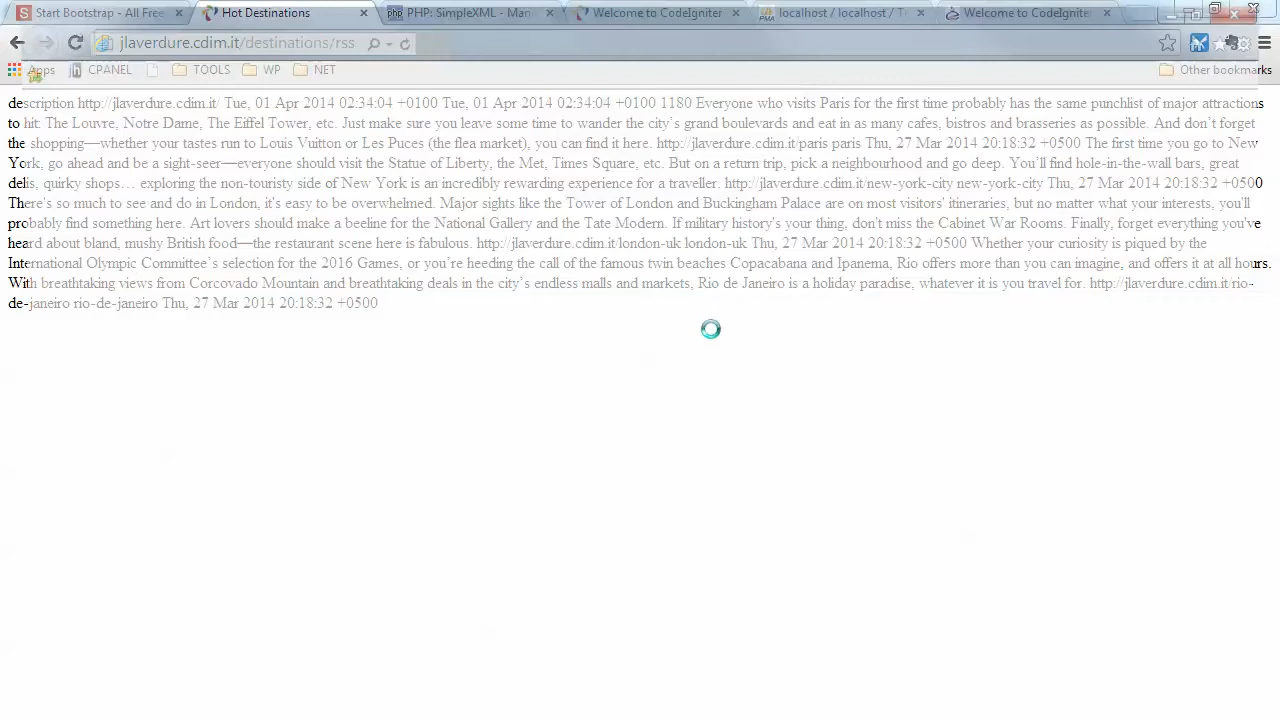 Start Bootstrap - All Free
Hot Destinations
PHP: SimpleXML - Man
Welcome to CodeIgniter
localhost / localhost / 
Welcome to CodeIgnite
jlaverdure.cdim.it/destinations/rss
Apps
CPANEL
TOOLS
WP
NET
Other bookmarks
description http://jlaverdure.cdim.it/ Tue, 01 Apr 2014 02:34:04 +0100 Tue, 01 Apr 2014 02:34:04 +0100 1180 Everyone who visits Paris for the first time probably has the same punchlist of major attractions
to hit: The Louvre, Notre Dame, The Eiffel Tower, etc. Just make sure you leave some time to wander the city’s grand boulevards and eat in as many cafes, bistros and brasseries as possible. And don’t forget
the shopping—whether your tastes run to Louis Vuitton or Les Puces (the flea market), you can find it here. http://jlaverdure.cdim.it/paris paris Thu, 27 Mar 2014 20:18:32 +0500 The first time you go to New
York, go ahead and be a sight-seer—everyone should visit the Statue of Liberty, the Met, Times Square, etc. But on a return trip, pick a neighbourhood and go deep. You’ll find hole-in-the-wall bars, great
delis, quirky shops… exploring the non-touristy side of New York is an incredibly rewarding experience for a traveller. http://jlaverdure.cdim.it/new-york-city new-york-city Thu, 27 Mar 2014 20:18:32 +0500
There's so much to see and do in London, it's easy to be overwhelmed. Major sights like the Tower of London and Buckingham Palace are on most visitors' itineraries, but no matter what your interests, you'll
probably find something here. Art lovers should make a beeline for the National Gallery and the Tate Modern. If military history's your thing, don't miss the Cabinet War Rooms. Finally, forget everything you've
heard about bland, mushy British food—the restaurant scene here is fabulous. http://jlaverdure.cdim.it/london-uk london-uk Thu, 27 Mar 2014 20:18:32 +0500 Whether your curiosity is piqued by the
International Olympic Committee’s selection for the 2016 Games, or you’re heeding the call of the famous twin beaches Copacabana and Ipanema, Rio offers more than you can imagine, and offers it at all hours.
With breathtaking views from Corcovado Mountain and breathtaking deals in the city’s endless malls and markets, Rio de Janeiro is a holiday paradise, whatever it is you travel for. http://jlaverdure.cdim.it/rio-
de-janeiro rio-de-janeiro Thu, 27 Mar 2014 20:18:32 +0500